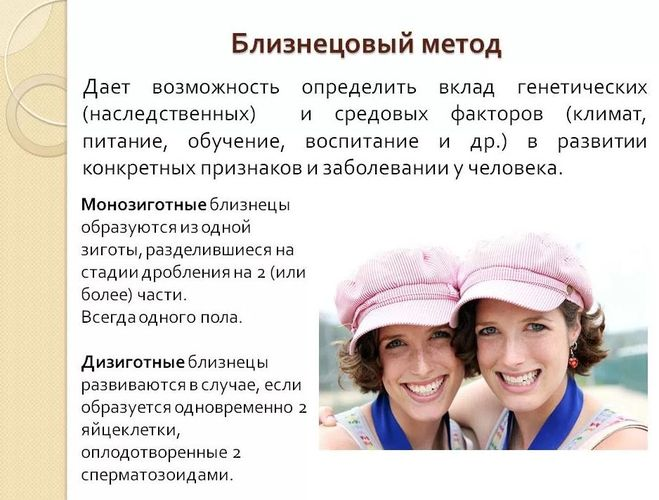 Близнецовый метод
Дает возможность определить вклад генетических
(наследственных) и средовых факторов (климат,
питание, обучение, воспитание и др.) в развитии
конкретных признаков и заболевании у человека.
Монозиготные близнецы
образуются из одной
зиготы, разделившиеся на
стадии дробления на 2 (или
более) части.
Всегда одного пола.
Дизиготные близнецы
развиваются в случае, если
образуется одновременно 2
яйцеклетки,
оплодотворенные 2
сперматозоидами.